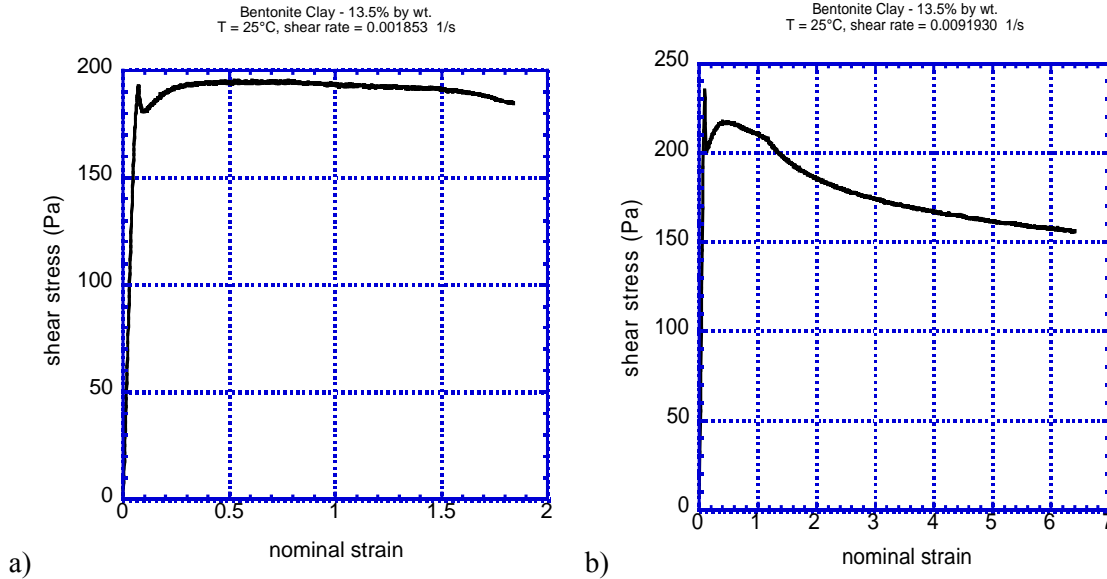 Bentonite Clay - 13.5% by wt.
T = 25°C, shear rate = 0.001853 1/s
200
150
100
50
0
0
0.5
1
1.5
2
shear stress (Pa)
nominal strain
a)
Bentonite Clay - 13.5% by wt.
T = 25°C, shear rate = 0.0091930 1/s
250
200
150
100
50
0
0
1
2
3
4
5
6
7
shear stress (Pa)
nominal strain
b)